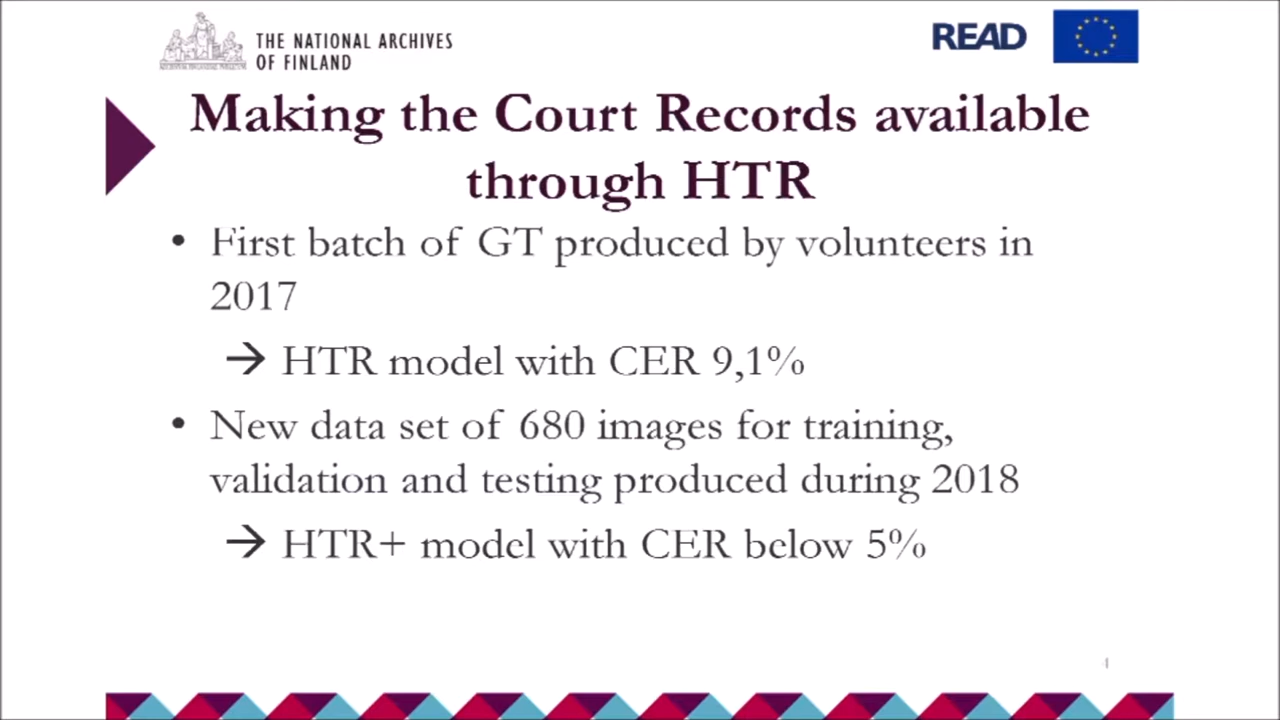 THE NATIONAL ARCHIVES
OF FINLAND
READ
Making the Court Records available
through HTR
• First batch of GT produced by volunteers in
2017
→ HTR model with CER 9,1%
• New data set of 680 images for training,
validation and testing produced during 2018
→ HTR+ model with CER below 5%